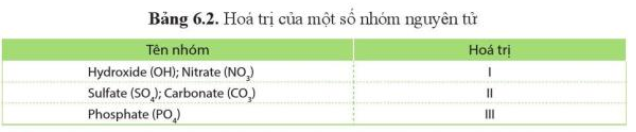 Bảng 6.2. Hoá trị của một số nhóm nguyên tử
Tên nhóm Hoá trị
Hydroxide (OH); Nitrate (NO₃) I
Sulfate (SO₄); Carbonate (CO₃) II
Phosphate (PO₄) III